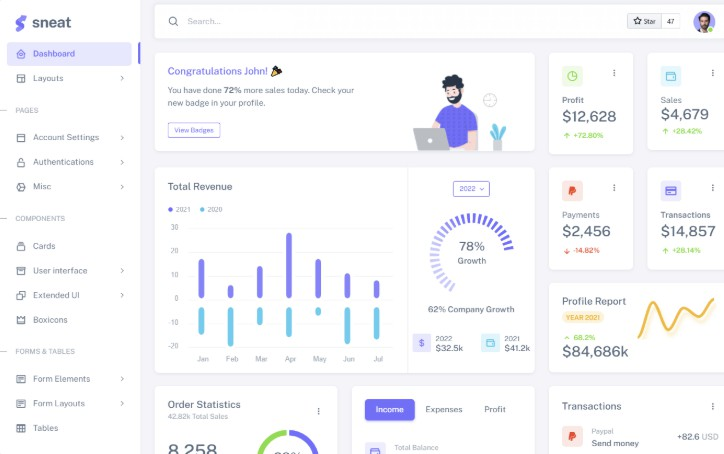 sneat
Dashboard
Layouts
PAGES
Account Settings
Authentications
Misc
COMPONENTS
Cards
User interface
Extended UI
Boxicons
FORMS & TABLES
Form Elements
Form Layouts
Tables
Search...
Star 47
Congratulations John!
You have done 72% more sales today. Check your
new badge in your profile.
View Badges
Profit
$12,628
+72.80%
Sales
$4,679
+28.42%
Total Revenue
2021 2020
30
20
10
0
-10
-20
Jan Feb Mar Apr May Jun Jul
2022
78%
Growth
62% Company Growth
2022
$32.5k
2021
$41.2k
Payments
$2,456
-14.82%
Transactions
$14,857
+28.14%
Profile Report
YEAR 2021
68.2%
$84,686k
Order Statistics
42.82k Total Sales
8,258
Income Expenses Profit
Total Balance
Transactions
Paypal
Send money
+82.6 USD